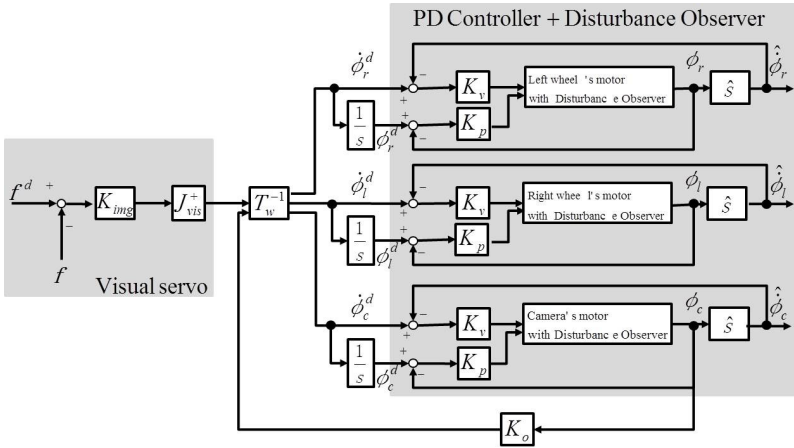 PD Controller + Disturbance Observer
φ̇_r^d
K_v
Left wheel 's motor
with Disturbanc e Observer
φ_r
ŝ
φ̇̂_r
1/s
φ_r^d
K_p
f^d
+
−
K_img
J_vis^+
T_w^{-1}
f
Visual servo
φ̇_l^d
K_v
Right whee l's motor
with Disturbanc e Observer
φ_l
ŝ
φ̇̂_l
1/s
φ_l^d
K_p
φ̇_c^d
K_v
Camera's motor
with Disturbanc e Observer
φ_c
ŝ
φ̇̂_c
1/s
φ_c^d
K_p
K_o